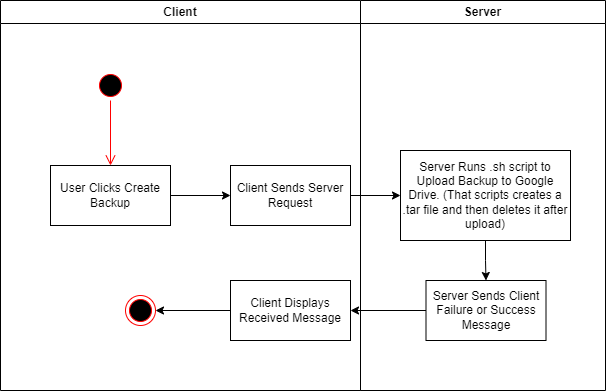 Client
Server
User Clicks Create
Backup
Client Sends Server
Request
Server Runs .sh script to
Upload Backup to Google
Drive. (That scripts creates a
.tar file and then deletes it after
upload)
Client Displays
Received Message
Server Sends Client
Failure or Success
Message